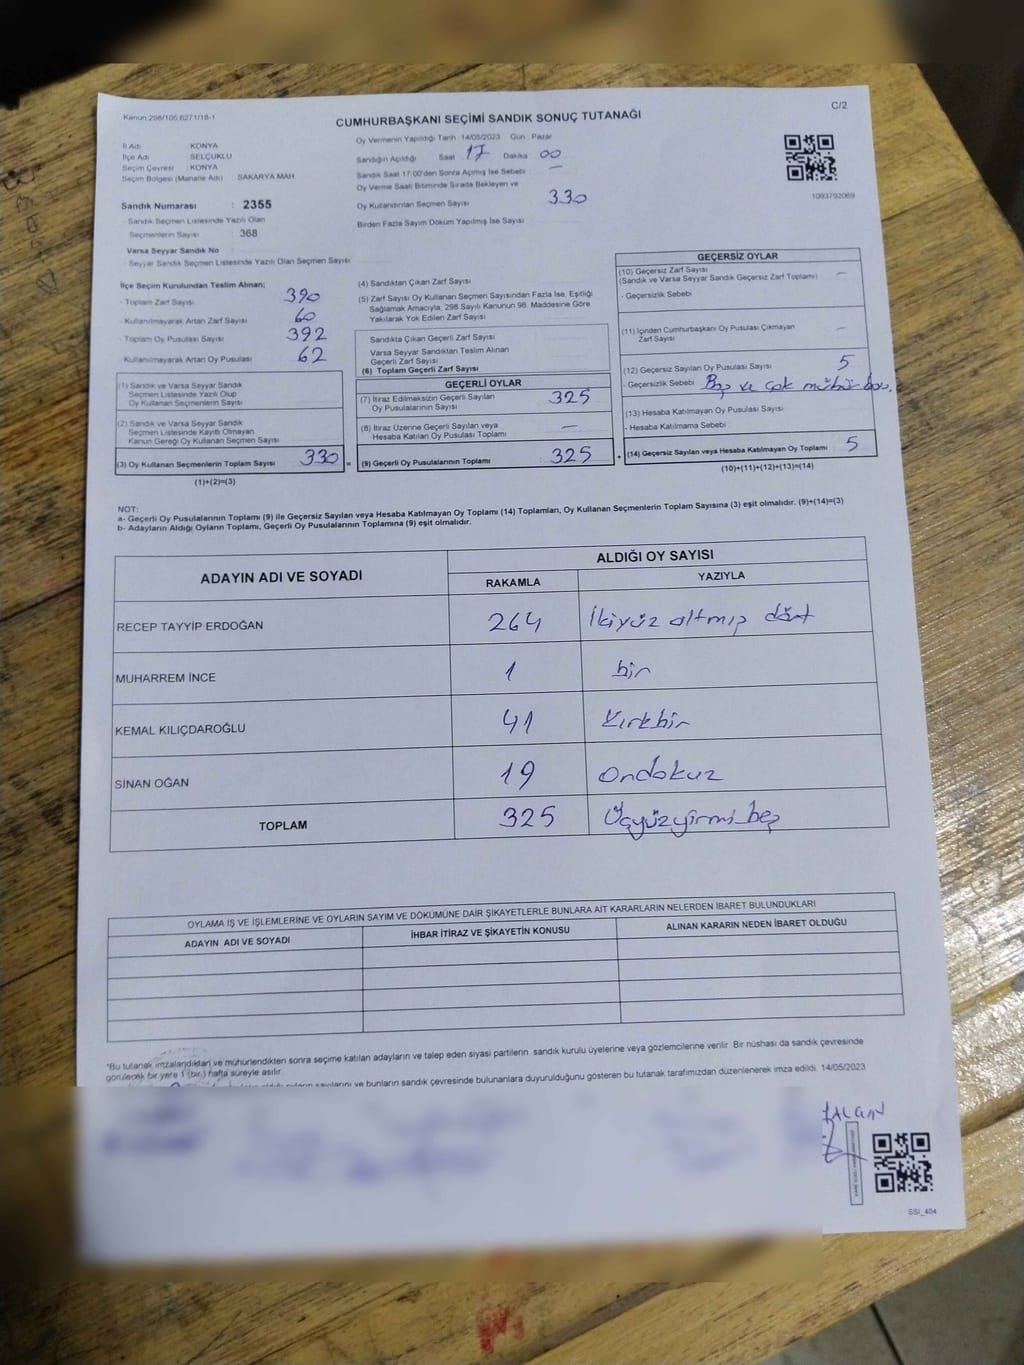 Kanun:298/105,6271/18-1
CUMHURBAŞKANI SEÇİMİ SANDIK SONUÇ TUTANAĞI
C/2
İl Adı : KONYA
İlçe Adı : SELÇUKLU
Seçim Çevresi : KONYA
Seçim Bölgesi (Mahalle Adı) : SAKARYA MAH
Sandık Numarası : 2355
- Sandık Seçmen Listesinde Yazılı Olan
Seçmenlerin Sayısı : 368
Varsa Seyyar Sandık No
- Seyyar Sandık Seçmen Listesinde Yazılı Olan Seçmen Sayısı:
Oy Vermenin Yapıldığı Tarih : 14/05/2023 Gün : Pazar
Sandığın Açıldığı Saat 17 Dakika 00
Sandık Saat 17:00'den Sonra Açılmış İse Sebebi : —
Oy Verme Saati Bitiminde Sırada Bekleyen ve
Oy Kullandırılan Seçmen Sayısı 330
Birden Fazla Sayım Döküm Yapılmış İse Sayısı :
1093792069
İlçe Seçim Kurulundan Teslim Alınan;
- Toplam Zarf Sayısı : 390
- Kullanılmayarak Artan Zarf Sayısı : 60
- Toplam Oy Pusulası Sayısı : 392
- Kullanılmayarak Artan Oy Pusulası : 62
(1) Sandık ve Varsa Seyyar Sandık
Seçmen Listesinde Yazılı Olup
Oy Kullanan Seçmenlerin Sayısı :
(2) Sandık ve Varsa Seyyar Sandık
Seçmen Listesinde Kayıtlı Olmayan
Kanun Gereği Oy Kullanan Seçmen Sayısı :
(3) Oy Kullanan Seçmenlerin Toplam Sayısı 330
(1)+(2)=(3)
(4) Sandıktan Çıkan Zarf Sayısı
(5) Zarf Sayısı Oy Kullanan Seçmen Sayısından Fazla İse, Eşitliği
Sağlamak Amacıyla, 298 Sayılı Kanunun 98. Maddesine Göre
Yakılarak Yok Edilen Zarf Sayısı
Sandıkta Çıkan Geçerli Zarf Sayısı
Varsa Seyyar Sandıktan Teslim Alınan
Geçerli Zarf Sayısı
(6) Toplam Geçerli Zarf Sayısı
GEÇERLİ OYLAR
(7) İtiraz Edilmeksizin Geçerli Sayılan
Oy Pusulalarının Sayısı : 325
(8) İtiraz Üzerine Geçerli Sayılan veya
Hesaba Katılan Oy Pusulası Toplamı : —
(9) Geçerli Oy Pusulalarının Toplamı 325
GEÇERSİZ OYLAR
(10) Geçersiz Zarf Sayısı
(Sandık ve Varsa Seyyar Sandık Geçersiz Zarf Toplamı) : —
- Geçersizlik Sebebi
(11) İçinden Cumhurbaşkanı Oy Pusulası Çıkmayan
Zarf Sayısı : —
(12) Geçersiz Sayılan Oy Pusulası Sayısı : 5
- Geçersizlik Sebebi Boş ve çok mühür
(13) Hesaba Katılmayan Oy Pusulası Sayısı
- Hesaba Katılmama Sebebi
(14) Geçersiz Sayılan veya Hesaba Katılmayan Oy Toplamı 5
(10)+(11)+(12)+(13)=(14)
NOT:
a- Geçerli Oy Pusulalarının Toplamı (9) ile Geçersiz Sayılan veya Hesaba Katılmayan Oy Toplamı (14) Toplamları, Oy Kullanan Seçmenlerin Toplam Sayısına (3) eşit olmalıdır. (9)+(14)=(3)
b- Adayların Aldığı Oyların Toplamı, Geçerli Oy Pusulalarının Toplamına (9) eşit olmalıdır.
ADAYIN ADI VE SOYADI ALDIĞI OY SAYISI
RAKAMLA YAZIYLA
RECEP TAYYİP ERDOĞAN 264 İkiyüz altmış dört
MUHARREM İNCE 1 bir
KEMAL KILIÇDAROĞLU 41 Kırkbir
SİNAN OĞAN 19 Ondokuz
TOPLAM 325 Üçyüzyirmi beş
OYLAMA İŞ VE İŞLEMLERİNE VE OYLARIN SAYIM VE DÖKÜMÜNE DAİR ŞİKAYETLERLE BUNLARA AİT KARARLARIN NELERDEN İBARET BULUNDUKLARI
ADAYIN ADI VE SOYADI İHBAR İTİRAZ VE ŞİKAYETİN KONUSU ALINAN KARARIN NEDEN İBARET OLDUĞU
*Bu tutanak imzalandıktan ve mühürlendikten sonra seçime katılan adayların ve talep eden siyasi partilerin sandık kurulu üyelerine veya gözlemcilerine verilir. Bir nüshası da sandık çevresinde
görülecek bir yere 1 (bir) hafta süreyle asılır.
sayılarını ve bunların sandık çevresinde bulunanlara duyurulduğunu gösteren bu tutanak tarafımızdan düzenlenerek imza edildi. 14/05/2023
SSI_404